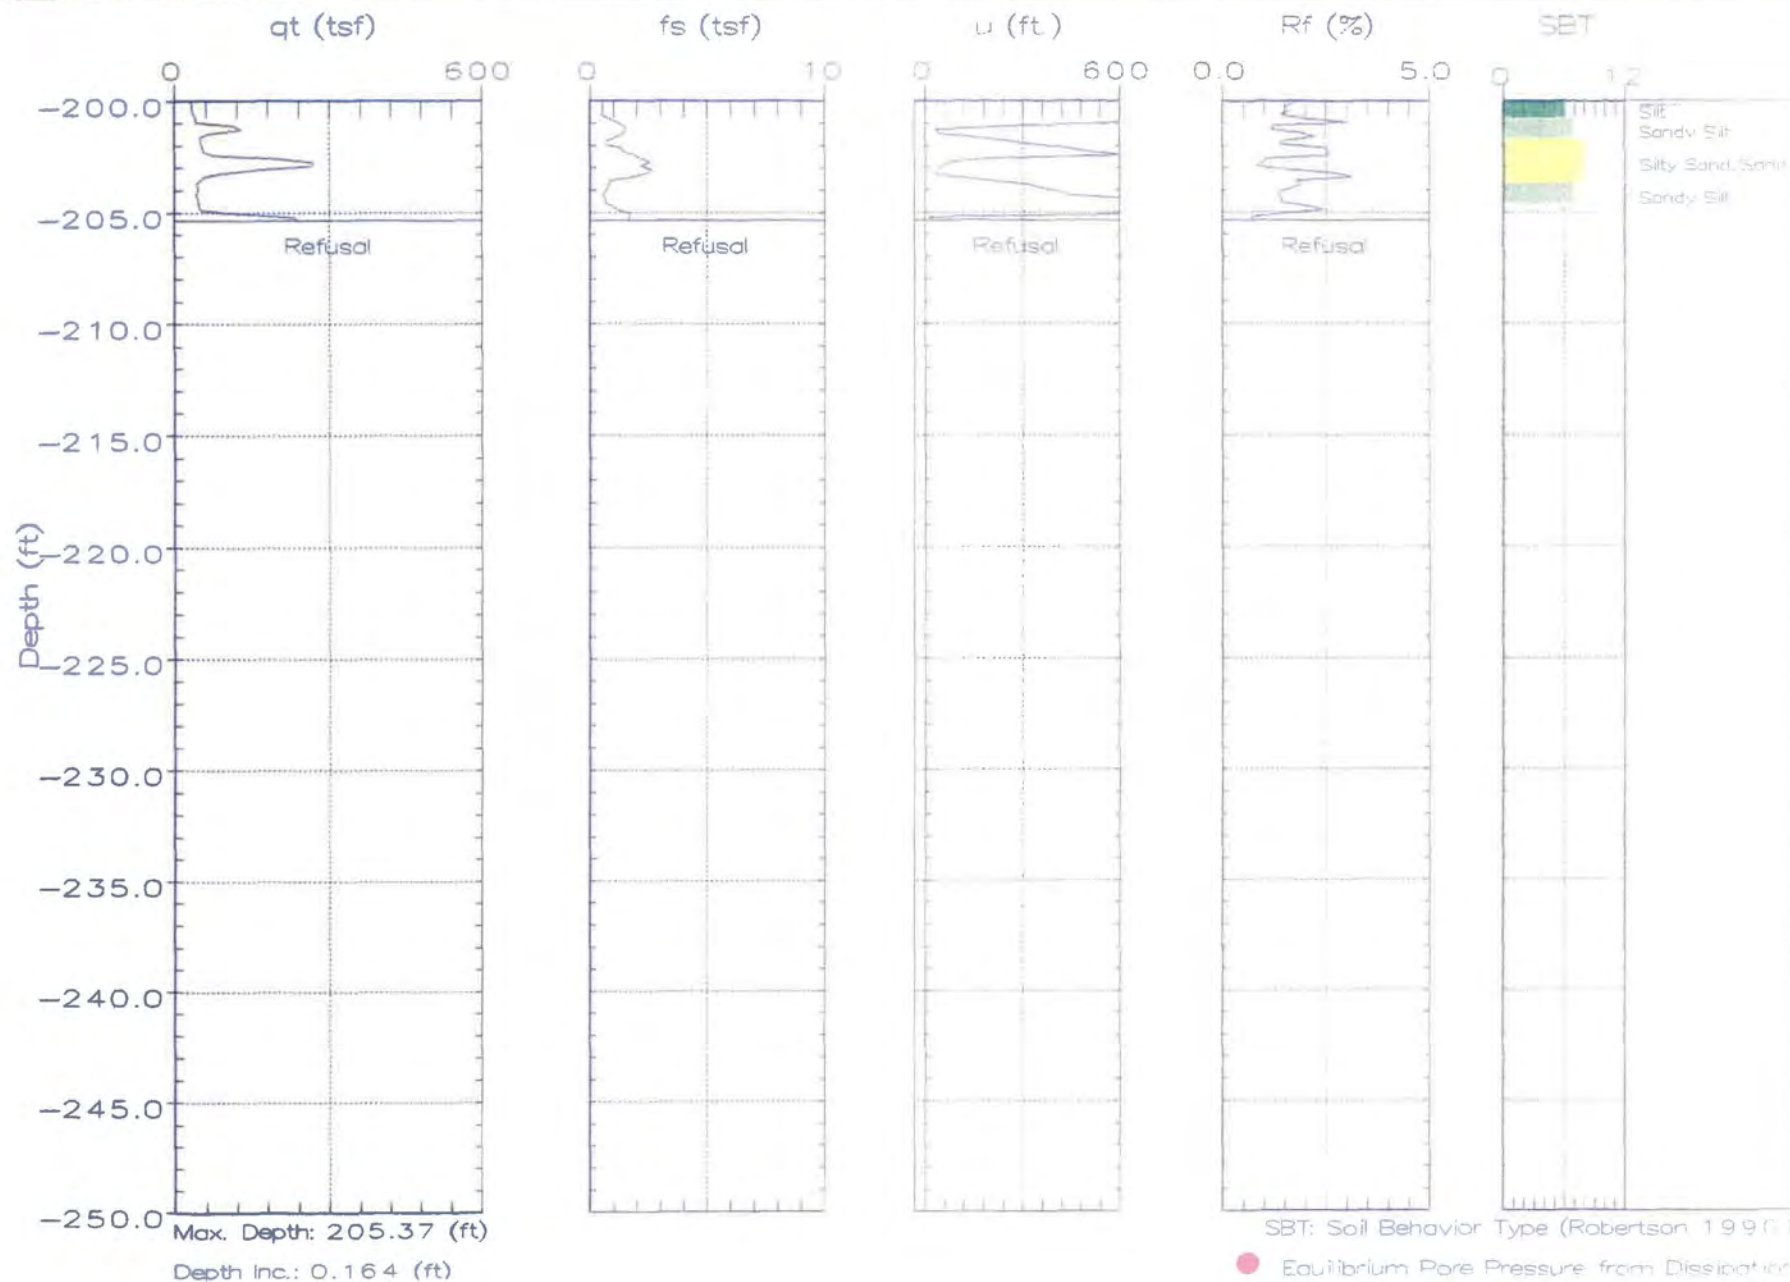 qt (tsf) fs (tsf) u (ft.) Rf (%) SBT
0 600 0 10 0 600 0.0 5.0 0 12
-200.0
Silt
Sandy Silt
Silty Sand/Sand
Sandy Silt
-205.0
Refusal Refusal Refusal Refusal
-210.0
-215.0
Depth (ft)
-220.0
-225.0
-230.0
-235.0
-240.0
-245.0
-250.0
Max. Depth: 205.37 (ft)
Depth Inc.: 0.164 (ft)
SBT: Soil Behavior Type (Robertson 1990)
Equilibrium Pore Pressure from Dissipation